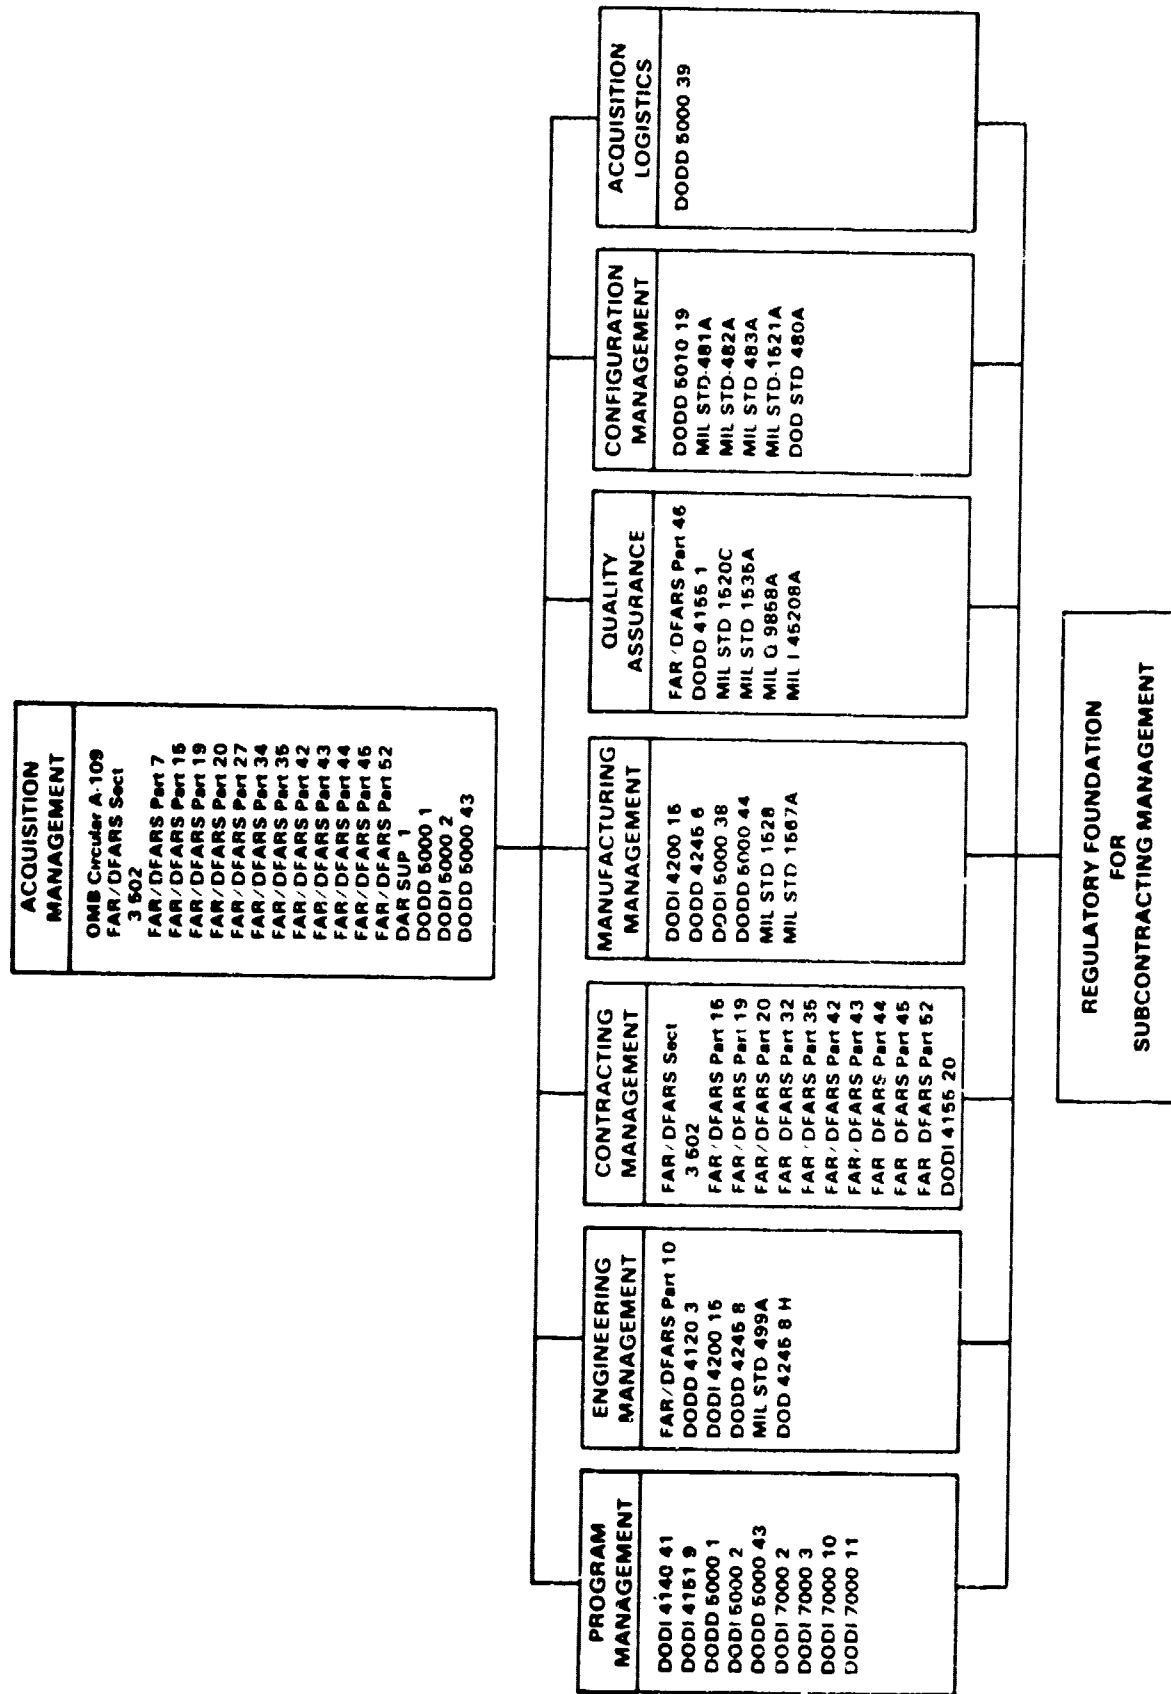 ACQUISITION
MANAGEMENT
OMB Circular A-109
FAR/DFARS Sect
3 502
FAR/DFARS Part 7
FAR/DFARS Part 15
FAR/DFARS Part 19
FAR/DFARS Part 20
FAR/DFARS Part 27
FAR/DFARS Part 34
FAR/DFARS Part 35
FAR/DFARS Part 42
FAR/DFARS Part 43
FAR/DFARS Part 44
FAR/DFARS Part 45
FAR/DFARS Part 52
DAR SUP 1
DODD 5000 1
DODI 5000 2
DODD 5000 43
PROGRAM
MANAGEMENT
DODI 4140 41
DODI 4151 9
DODD 5000 1
DODI 5000 2
DODD 5000 43
DODI 7000 2
DODI 7000 3
DODI 7000 10
DODI 7000 11
ENGINEERING
MANAGEMENT
FAR/DFARS Part 10
DODD 4120 3
DODI 4200 15
DODD 4245 8
MIL STD 499A
DOD 4245 8 H
CONTRACTING
MANAGEMENT
FAR/DFARS Sect
3 502
FAR/DFARS Part 15
FAR/DFARS Part 19
FAR/DFARS Part 20
FAR DFARS Part 32
FAR/DFARS Part 35
FAR/DFARS Part 42
FAR/DFARS Part 43
FAR DFARS Part 44
FAR DFARS Part 45
FAR DFARS Part 52
DODI 4155 20
MANUFACTURING
MANAGEMENT
DODI 4200 15
DODD 4245 6
DODI 5000 38
DODD 5000 44
MIL STD 1528
MIL STD 1567A
QUALITY
ASSURANCE
FAR/DFARS Part 46
DODD 4155 1
MIL STD 1520C
MIL STD 1535A
MIL Q 9858A
MIL I 45208A
CONFIGURATION
MANAGEMENT
DODD 5010 19
MIL STD-481A
MIL STD-482A
MIL STD 483A
MIL STD-1521A
DOD STD 480A
ACQUISITION
LOGISTICS
DODD 5000 39
REGULATORY FOUNDATION
FOR
SUBCONTRACTING MANAGEMENT